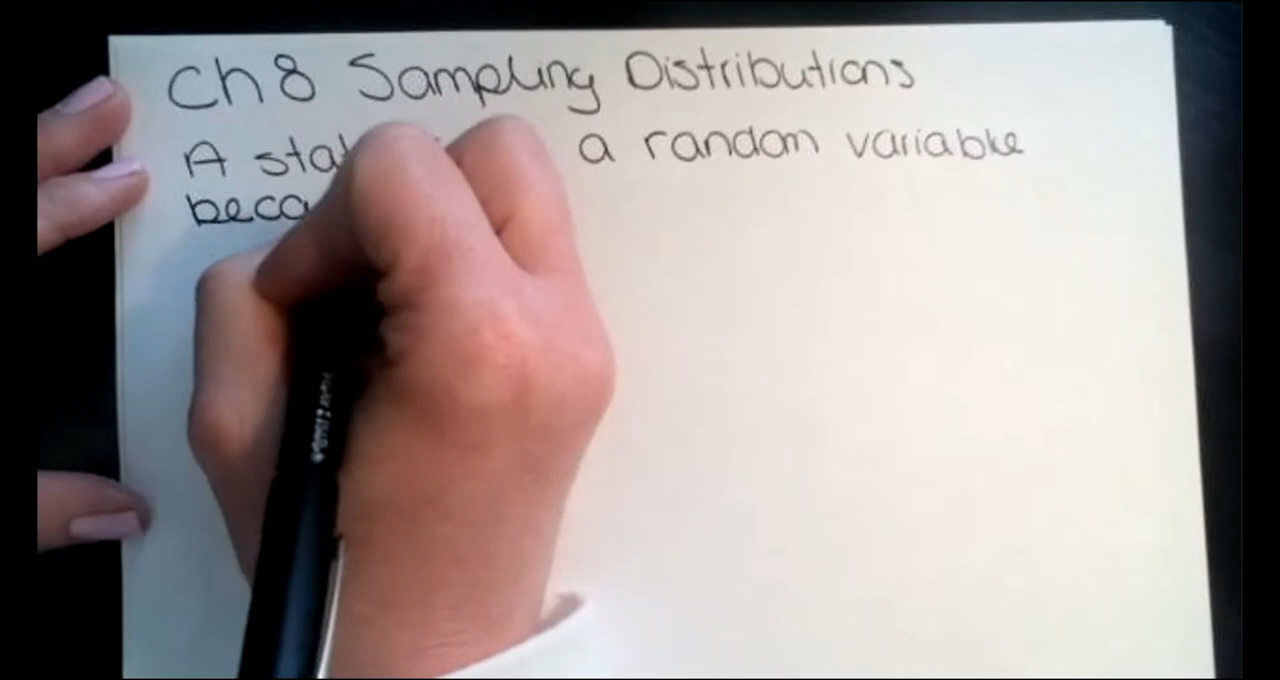 Ch 8 Sampling Distributions
A stat a random variable
beca